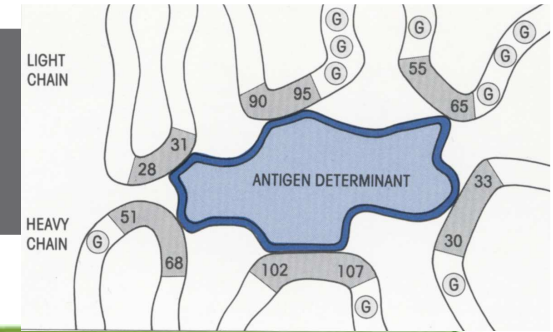 G
G
G
G
G
G
G
LIGHT
CHAIN
90 95
55
65
31
28
ANTIGEN DETERMINANT
33
HEAVY
CHAIN
51
G
68
30
102 107
G
G